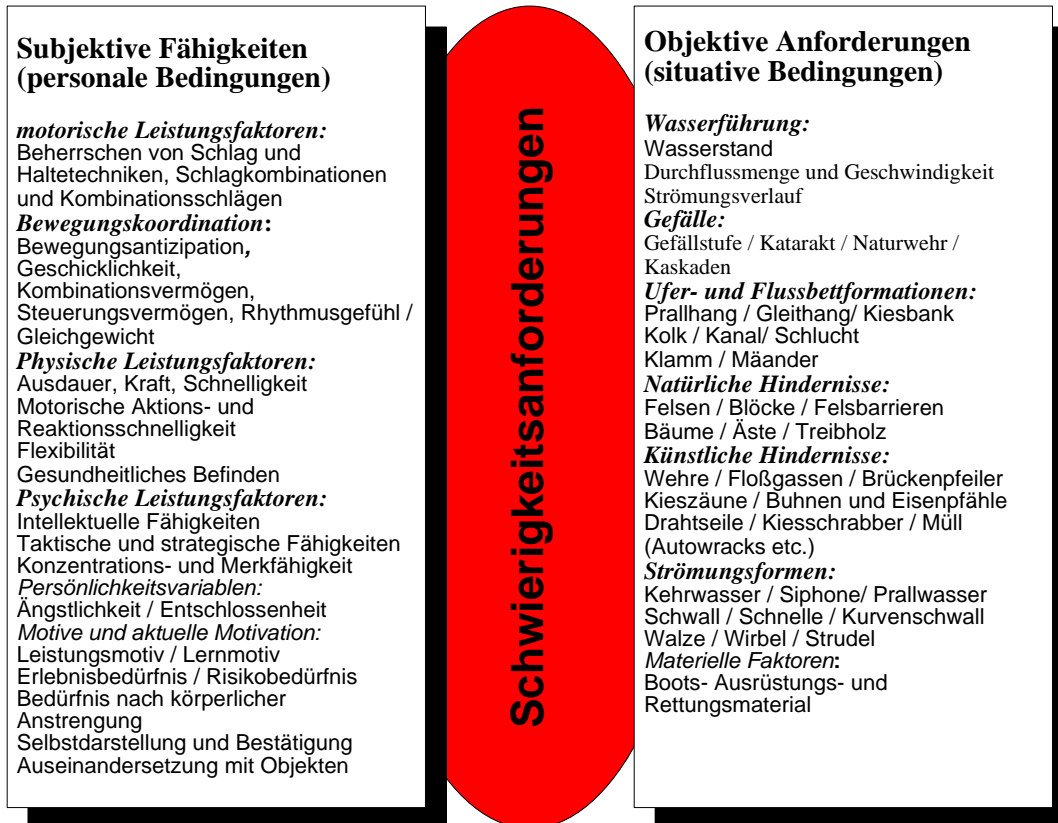 Subjektive Fähigkeiten
(personale Bedingungen)
motorische Leistungsfaktoren:
Beherrschen von Schlag und
Haltetechniken, Schlagkombinationen
und Kombinationsschlägen
Bewegungskoordination:
Bewegungsantizipation,
Geschicklichkeit,
Kombinationsvermögen,
Steuerungsvermögen, Rhythmusgefühl /
Gleichgewicht
Physische Leistungsfaktoren:
Ausdauer, Kraft, Schnelligkeit
Motorische Aktions- und
Reaktionsschnelligkeit
Flexibilität
Gesundheitliches Befinden
Psychische Leistungsfaktoren:
Intellektuelle Fähigkeiten
Taktische und strategische Fähigkeiten
Konzentrations- und Merkfähigkeit
Persönlichkeitsvariablen:
Ängstlichkeit / Entschlossenheit
Motive und aktuelle Motivation:
Leistungsmotiv / Lernmotiv
Erlebnisbedürfnis / Risikobedürfnis
Bedürfnis nach körperlicher
Anstrengung
Selbstdarstellung und Bestätigung
Auseinandersetzung mit Objekten
Schwierigkeitsanforderungen
Objektive Anforderungen
(situative Bedingungen)
Wasserführung:
Wasserstand
Durchflussmenge und Geschwindigkeit
Strömungsverlauf
Gefälle:
Gefällstufe / Katarakt / Naturwehr /
Kaskaden
Ufer- und Flussbettformationen:
Prallhang / Gleithang/ Kiesbank
Kolk / Kanal/ Schlucht
Klamm / Mäander
Natürliche Hindernisse:
Felsen / Blöcke / Felsbarrieren
Bäume / Äste / Treibholz
Künstliche Hindernisse:
Wehre / Floßgassen / Brückenpfeiler
Kieszäune / Buhnen und Eisenpfähle
Drahtseile / Kiesschrabber / Müll
(Autowracks etc.)
Strömungsformen:
Kehrwasser / Siphone/ Prallwasser
Schwall / Schnelle / Kurvenschwall
Walze / Wirbel / Strudel
Materielle Faktoren:
Boots- Ausrüstungs- und
Rettungsmaterial